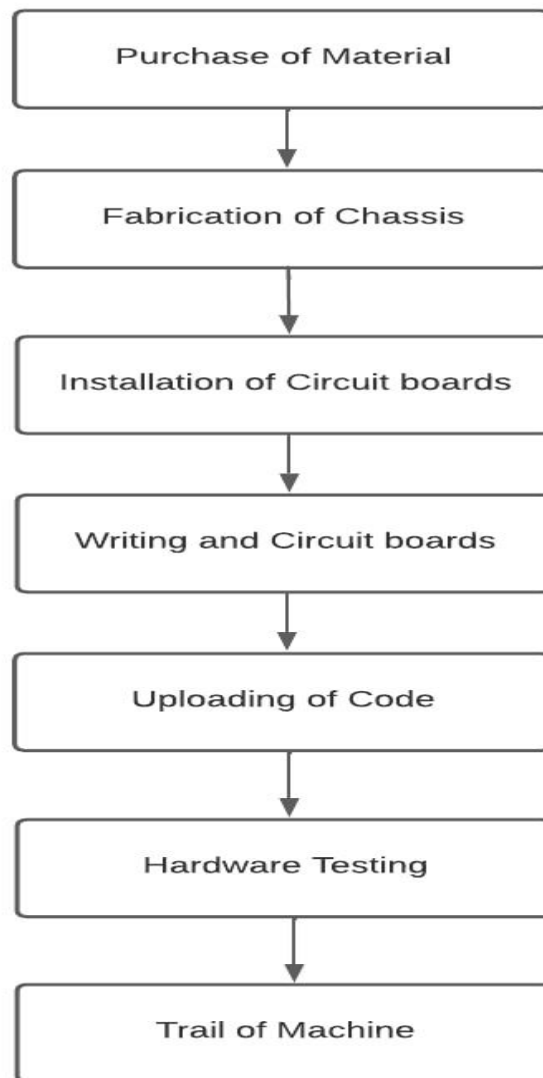 Purchase of Material
Fabrication of Chassis
Installation of Circuit boards
Writing and Circuit boards
Uploading of Code
Hardware Testing
Trail of Machine